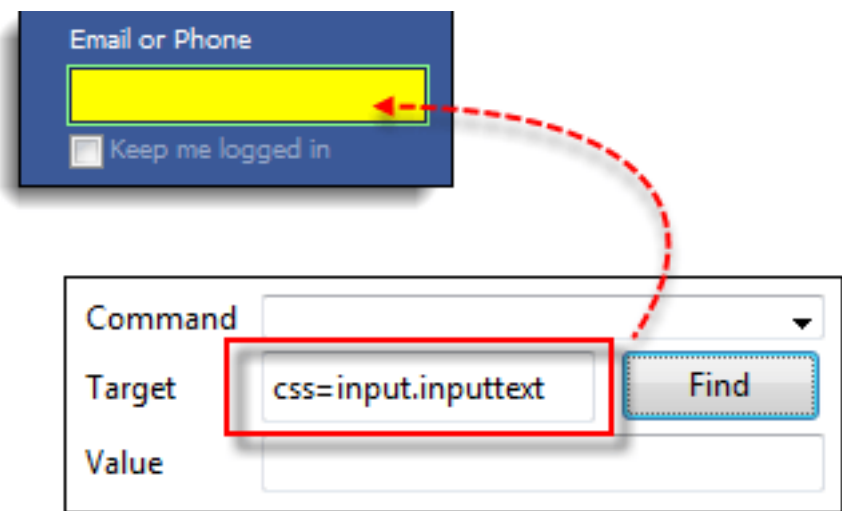 Email or Phone
Keep me logged in
Command
Target css=input.inputtext Find
Value